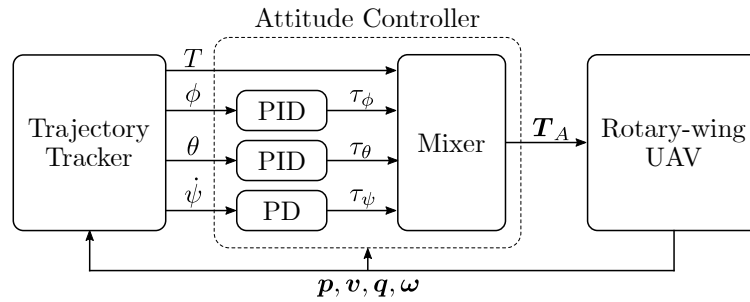 Attitude Controller
Trajectory
Tracker
T
ϕ
θ
ψ̇
PID
PID
PD
τ_ϕ
τ_θ
τ_ψ
Mixer
T_A
Rotary-wing
UAV
p, v, q, ω